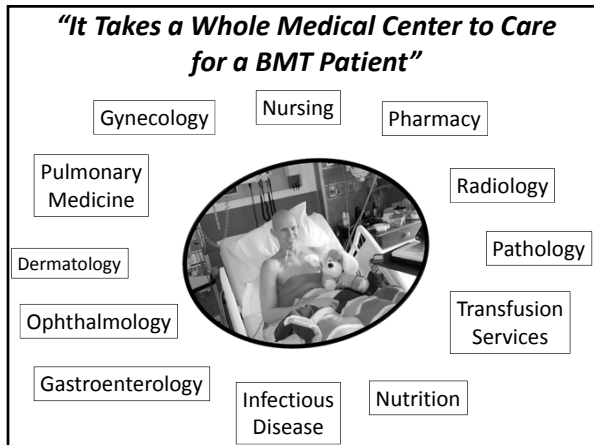 “It Takes a Whole Medical Center to Care
for a BMT Patient”
Gynecology
Nursing
Pharmacy
Pulmonary
Medicine
Radiology
Dermatology
Pathology
Ophthalmology
Transfusion
Services
Gastroenterology
Infectious
Disease
Nutrition